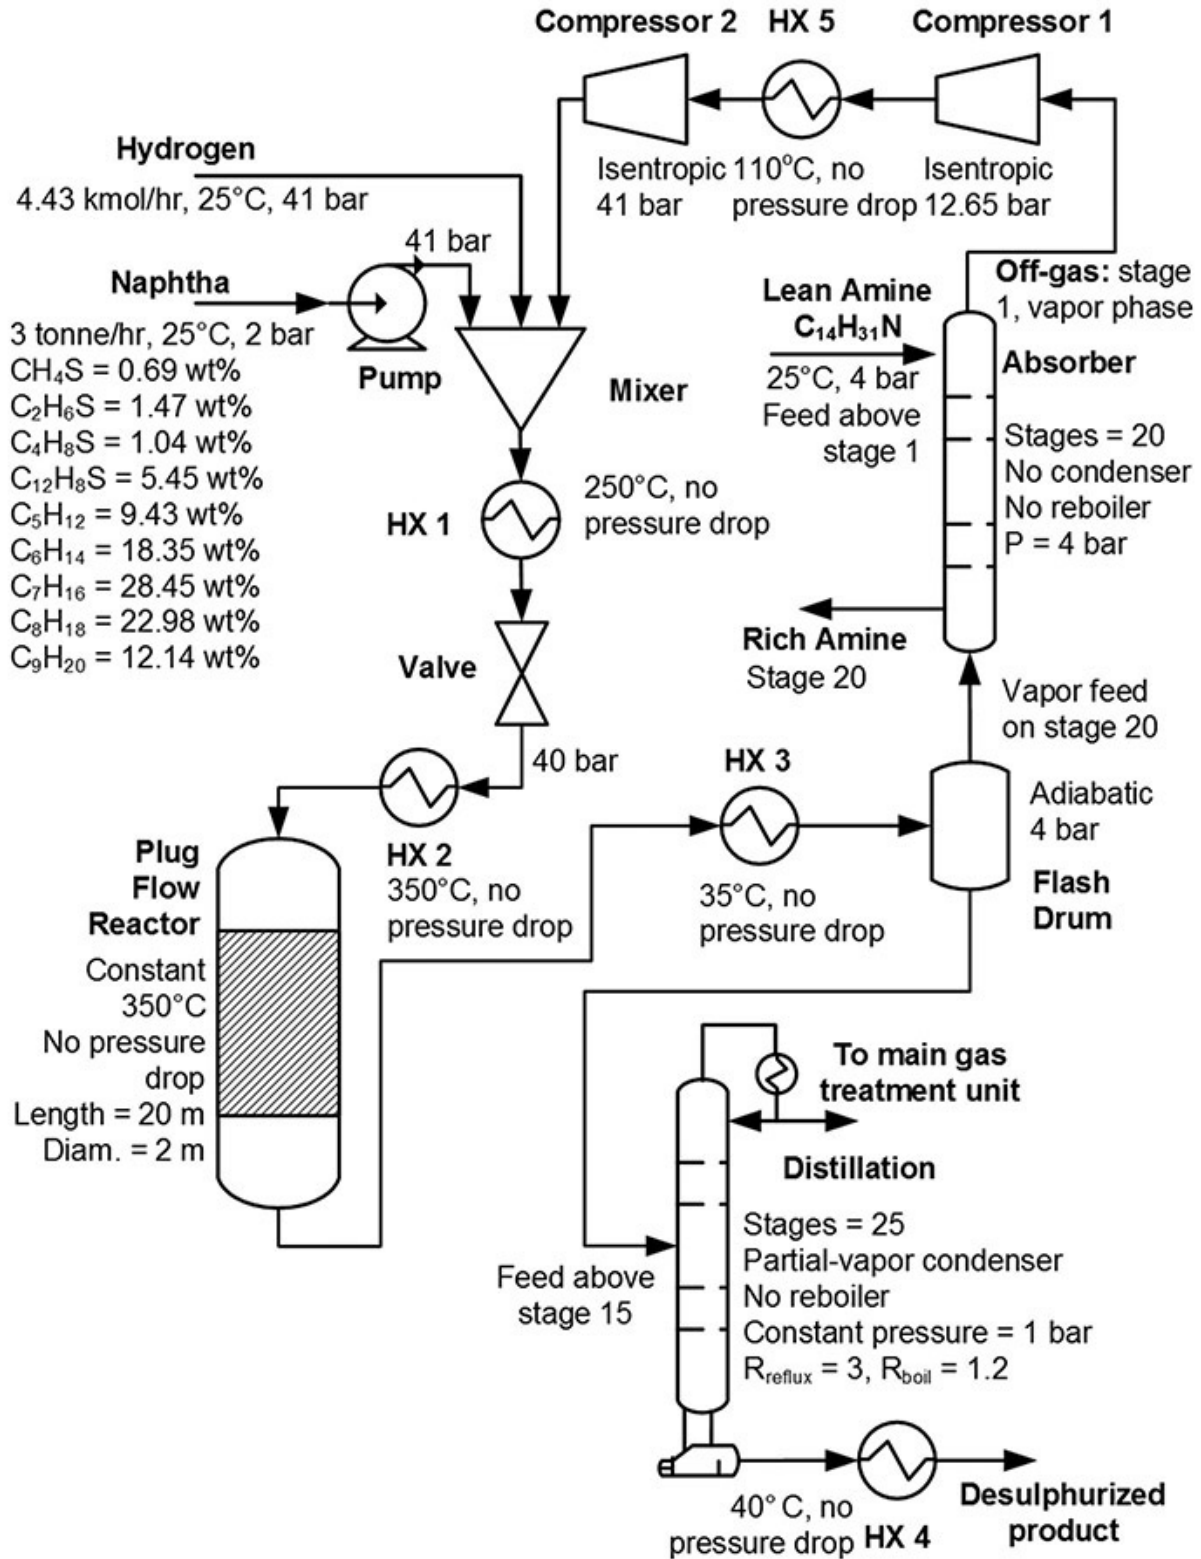 Compressor 2
HX 5
Compressor 1
Isentropic
41 bar
110°C, no
pressure drop
Isentropic
12.65 bar
Hydrogen
4.43 kmol/hr, 25°C, 41 bar
41 bar
Naphtha
3 tonne/hr, 25°C, 2 bar
CH₄S = 0.69 wt%
C₂H₆S = 1.47 wt%
C₄H₈S = 1.04 wt%
C₁₂H₈S = 5.45 wt%
C₅H₁₂ = 9.43 wt%
C₆H₁₄ = 18.35 wt%
C₇H₁₆ = 28.45 wt%
C₈H₁₈ = 22.98 wt%
C₉H₂₀ = 12.14 wt%
Pump
Mixer
Lean Amine
C₁₄H₃₁N
25°C, 4 bar
Feed above
stage 1
Off-gas: stage
1, vapor phase
Absorber
Stages = 20
No condenser
No reboiler
P = 4 bar
HX 1
250°C, no
pressure drop
Valve
40 bar
Rich Amine
Stage 20
Vapor feed
on stage 20
HX 2
350°C, no
pressure drop
HX 3
35°C, no
pressure drop
Adiabatic
4 bar
Flash
Drum
Plug
Flow
Reactor
Constant
350°C
No pressure
drop
Length = 20 m
Diam. = 2 m
To main gas
treatment unit
Distillation
Stages = 25
Partial-vapor condenser
No reboiler
Constant pressure = 1 bar
R_reflux = 3, R_boil = 1.2
Feed above
stage 15
40° C, no
pressure drop
HX 4
Desulphurized
product